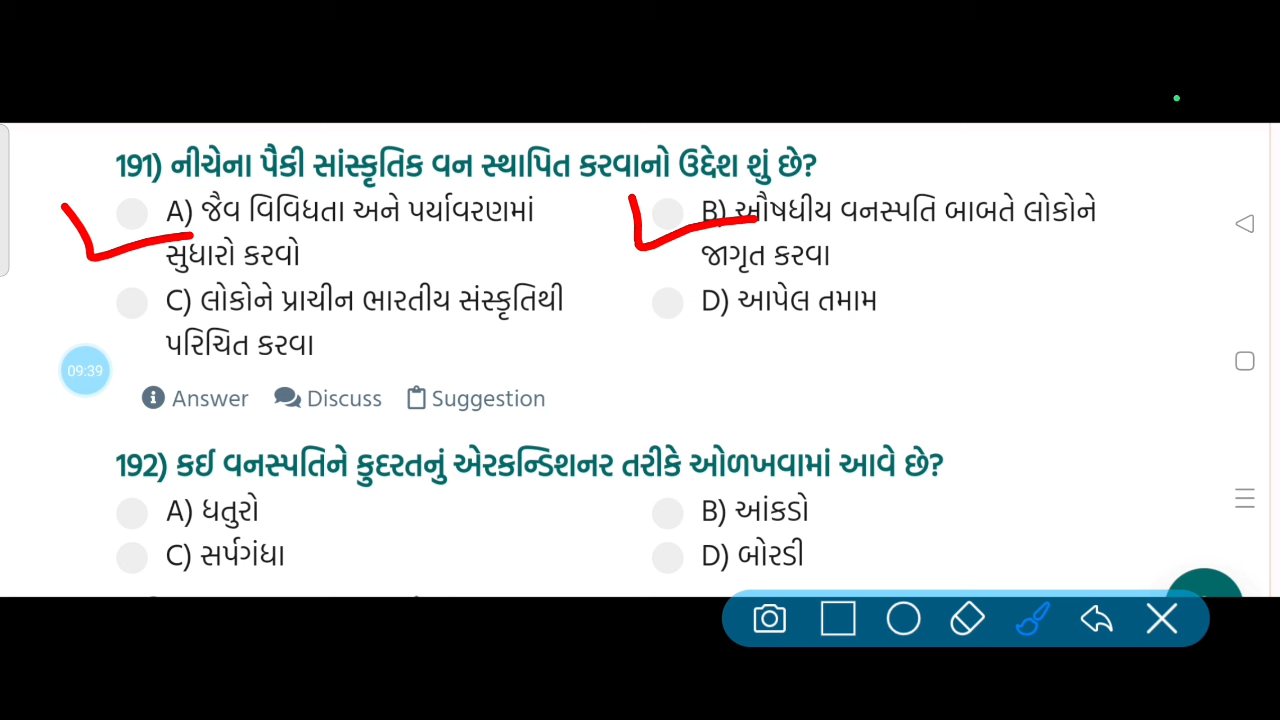 191) નીચેના પૈકી સાંસ્કૃતિક વન સ્થાપિત કરવાનો ઉદ્દેશ શું છે?
A) જૈવ વિવિધતા અને પર્યાવરણમાં
સુધારો કરવો
B) ઔષધીય વનસ્પતિ બાબતે લોકોને
જાગૃત કરવા
C) લોકોને પ્રાચીન ભારતીય સંસ્કૃતિથી
પરિચિત કરવા
D) આપેલ તમામ
09:39
Answer Discuss Suggestion
192) કઈ વનસ્પતિને કુદરતનું એરકન્ડિશનર તરીકે ઓળખવામાં આવે છે?
A) ધતુરો
B) આંકડો
C) સર્પગંધા
D) બોરડી